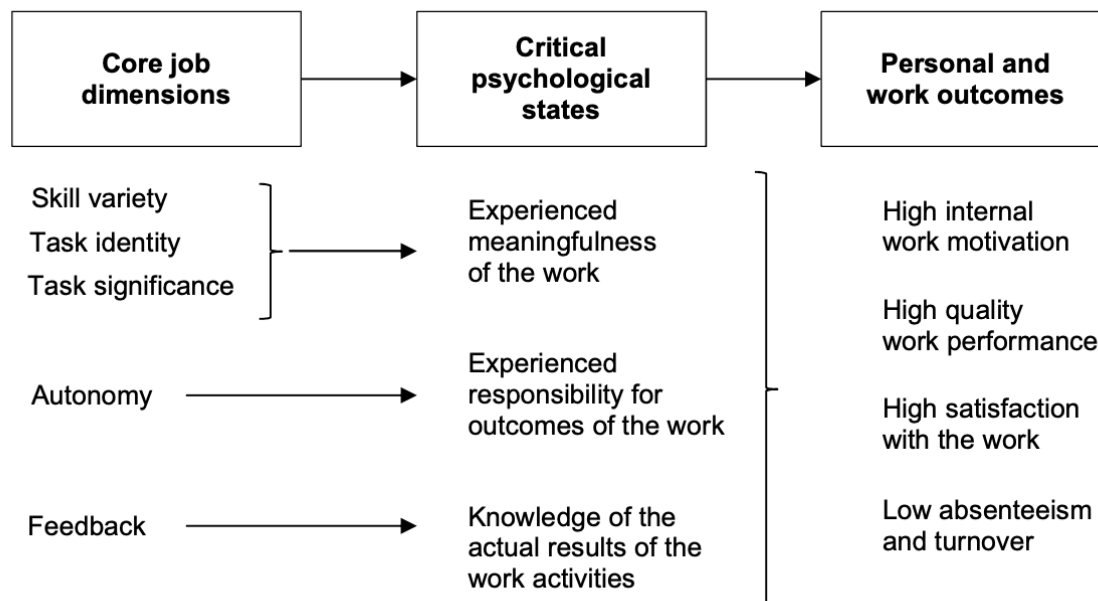 Core job
dimensions
Critical
psychological
states
Personal and
work outcomes
Skill variety
Task identity
Task significance
Experienced
meaningfulness
of the work
High internal
work motivation
High quality
work performance
Autonomy
Experienced
responsibility for
outcomes of the work
High satisfaction
with the work
Feedback
Knowledge of the
actual results of the
work activities
Low absenteeism
and turnover